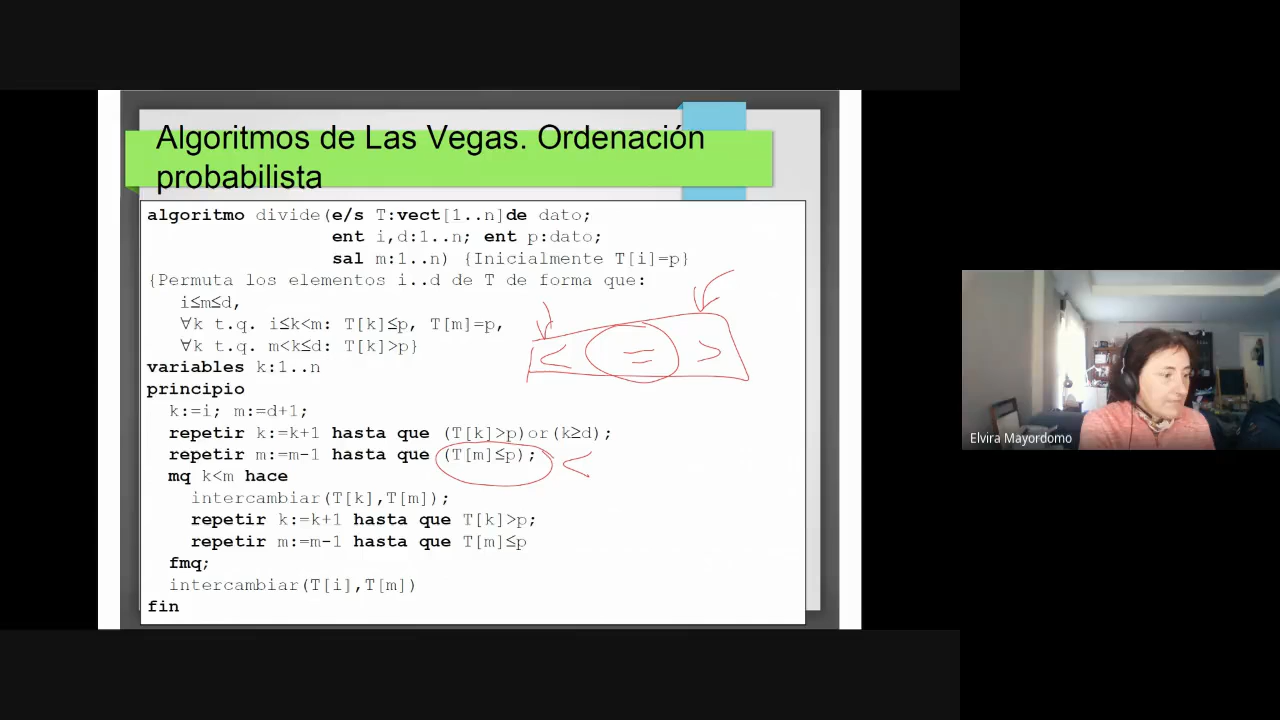 Algoritmos de Las Vegas. Ordenación
probabilista
algoritmo divide(e/s T:vect[1..n]de dato;
ent i,d:1..n; ent p:dato;
sal m:1..n) {Inicialmente T[i]=p}
{Permuta los elementos i..d de T de forma que:
i≤m≤d,
∀k t.q. i≤k<m: T[k]≤p, T[m]=p,
∀k t.q. m<k≤d: T[k]>p}
< = >
variables k:1..n
principio
k:=i; m:=d+1;
repetir k:=k+1 hasta que (T[k]>p)or(k≥d);
repetir m:=m-1 hasta que (T[m]≤p); <
mq k<m hace
intercambiar(T[k],T[m]);
repetir k:=k+1 hasta que T[k]>p;
repetir m:=m-1 hasta que T[m]≤p
fmq;
intercambiar(T[i],T[m])
fin
Elvira Mayordomo